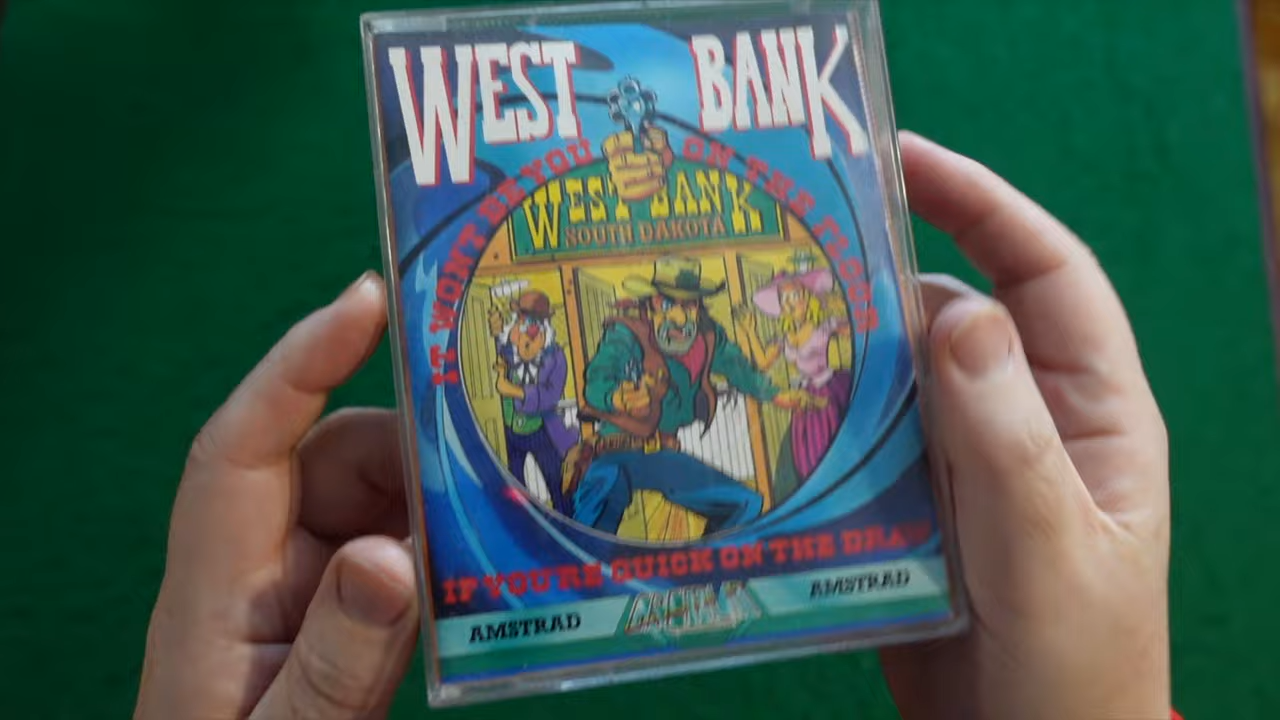 WEST BANK
IT WONT BE YOU ON THE FLOOR
WEST BANK
SOUTH DAKOTA
IF YOU'RE QUICK ON THE DRAW
AMSTRAD
AMSTRAD